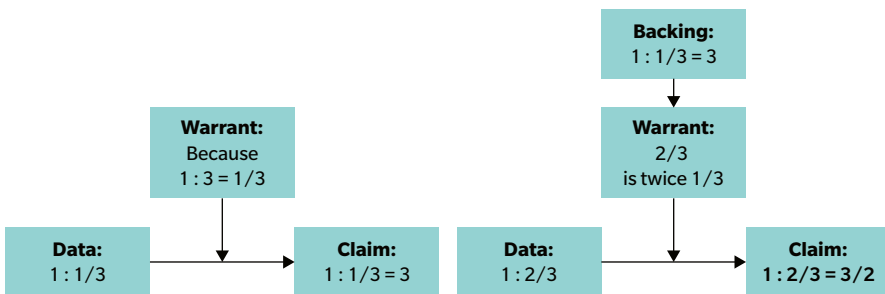 Warrant:
Because
1 : 3 = 1/3
Data:
1 : 1/3
Claim:
1 : 1/3 = 3
Backing:
1 : 1/3 = 3
Warrant:
2/3
is twice 1/3
Data:
1 : 2/3
Claim:
1 : 2/3 = 3/2